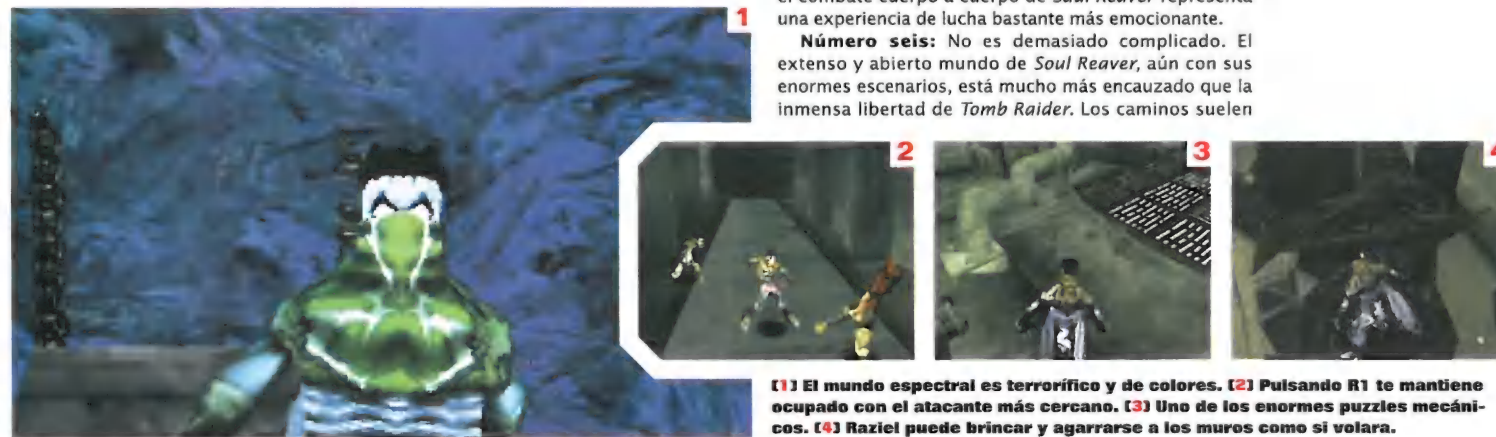 el combate cuerpo a cuerpo de Soul Reaver representa
una experiencia de lucha bastante más emocionante.
Número seis: No es demasiado complicado. El
extenso y abierto mundo de Soul Reaver, aún con sus
enormes escenarios, está mucho más encauzado que la
inmensa libertad de Tomb Raider. Los caminos suelen
1
2
3
4
[1] El mundo espectral es terrorífico y de colores. [2] Pulsando R1 te mantiene
ocupado con el atacante más cercano. [3] Uno de los enormes puzzles mecáni-
cos. [4] Raziel puede brincar y agarrarse a los muros como si volara.